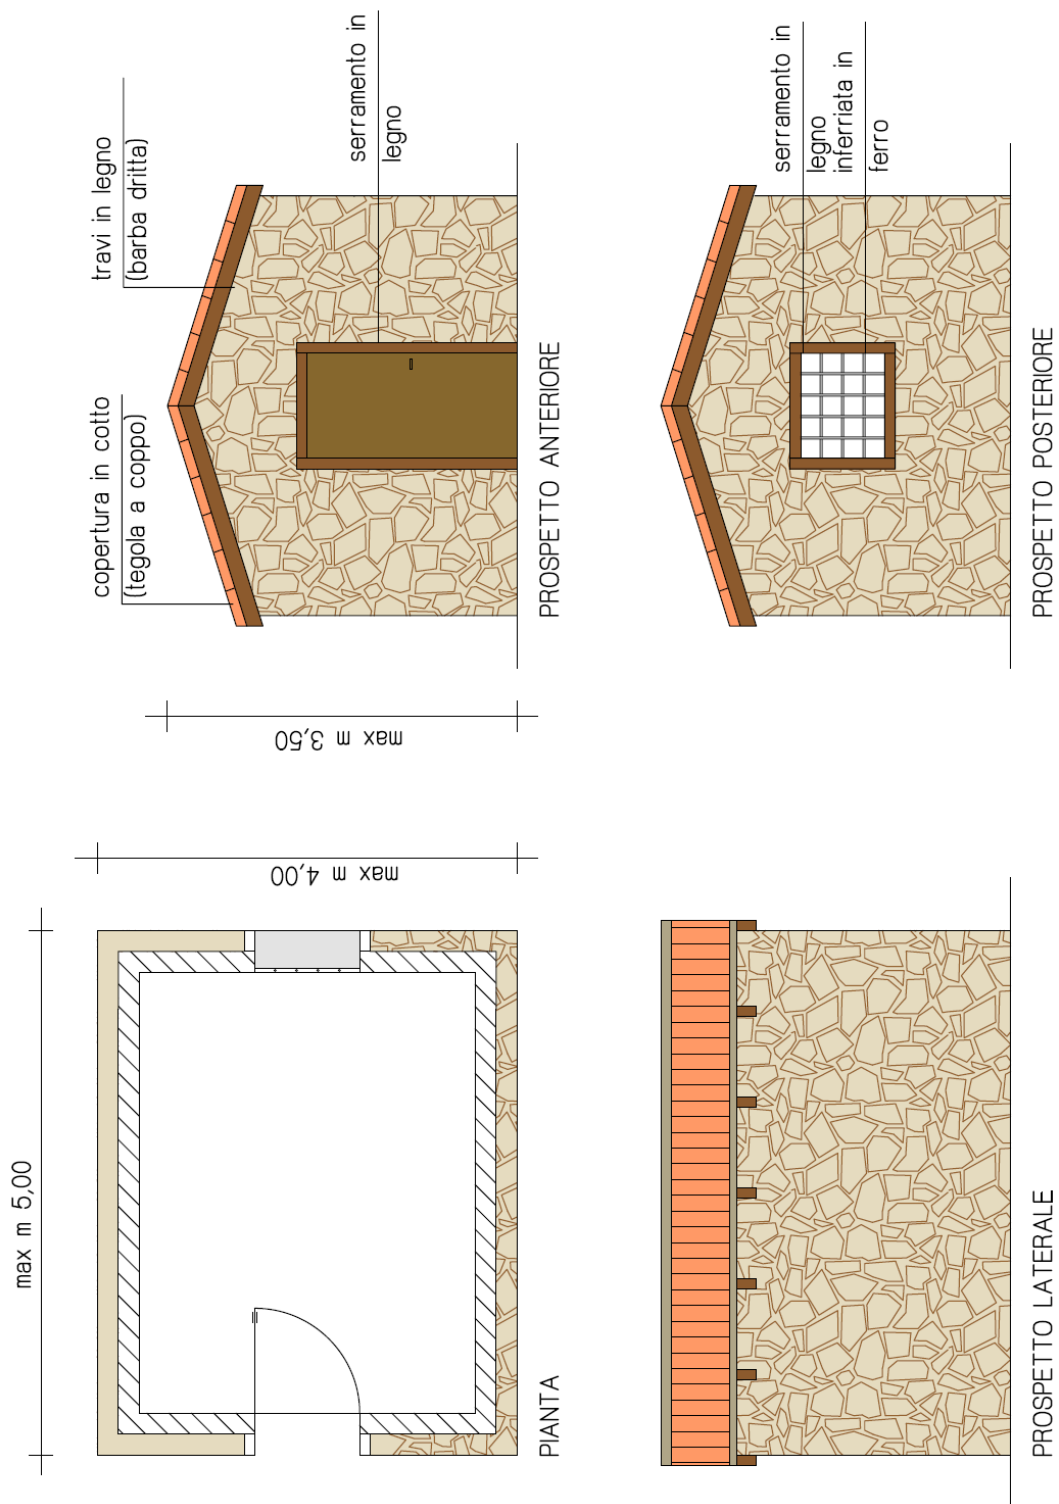 max m 5,00
max m 4,00
PIANTA
max m 3,50
copertura in cotto
(tegola a coppo)
travi in legno
(barba dritta)
serramento in
legno
PROSPETTO ANTERIORE
PROSPETTO LATERALE
serramento in
legno
inferriata in
ferro
PROSPETTO POSTERIORE